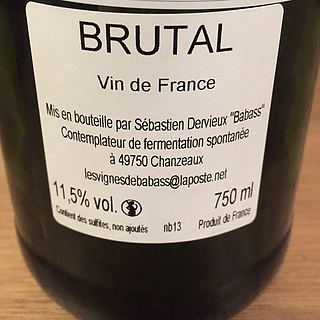 BRUTAL
Vin de France
Mis en bouteille par Sébastien Dervieux "Babass"
Contemplateur de fermentation spontanée
à 49750 Chanzeaux
lesvignesdebabass@laposte.net
11,5% vol. 750 ml
Contient des sulfites, non ajoutés nb13 Produit de France